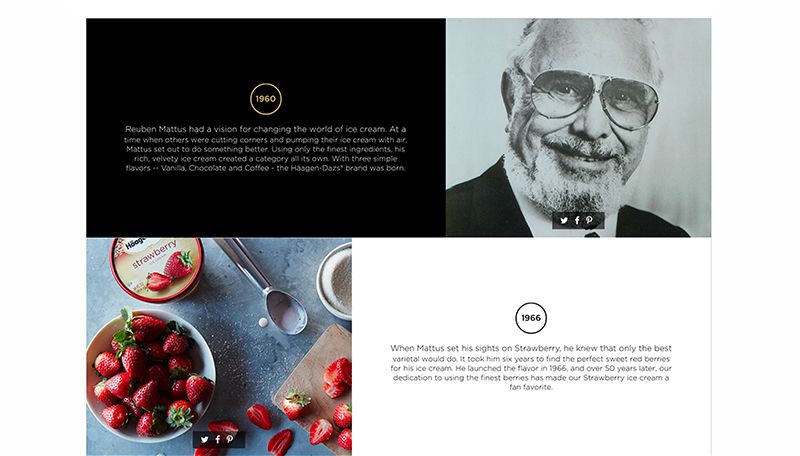 1960
Reuben Mattus had a vision for changing the world of ice cream. At a
time when others were cutting corners and pumping their ice cream with air,
Mattus set out to do something better. Using only the finest ingredients, his
rich, velvety ice cream created a category all its own. With three simple
flavors -- Vanilla, Chocolate and Coffee - the Häagen-Dazs® brand was born.
Häage
strawberry
ICE CREAM
1966
When Mattus set his sights on Strawberry, he knew that only the best
varietal would do. It took him six years to find the perfect sweet red berries
for his ice cream. He launched the flavor in 1966, and over 50 years later, our
dedication to using the finest berries has made our Strawberry ice cream a
fan favorite.